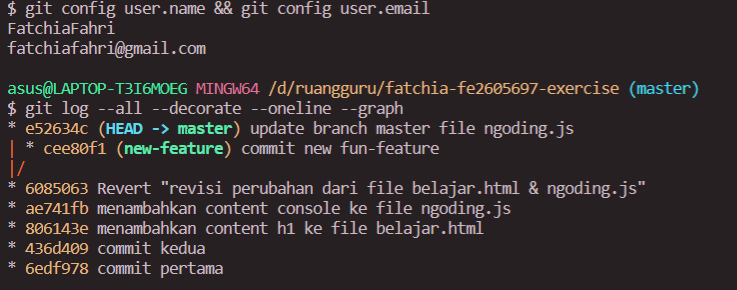 $ git config user.name && git config user.email
FatchiaFahri
fatchiafahri@gmail.com
asus@LAPTOP-T3I6MOEG MINGW64 /d/ruangguru/fatchia-fe2605697-exercise (master)
$ git log --all --decorate --oneline --graph
* e52634c (HEAD -> master) update branch master file ngoding.js
| * cee80f1 (new-feature) commit new fun-feature
|/
* 6085063 Revert "revisi perubahan dari file belajar.html & ngoding.js"
* ae741fb menambahkan content console ke file ngoding.js
* 806143e menambahkan content h1 ke file belajar.html
* 436d409 commit kedua
* 6edf978 commit pertama